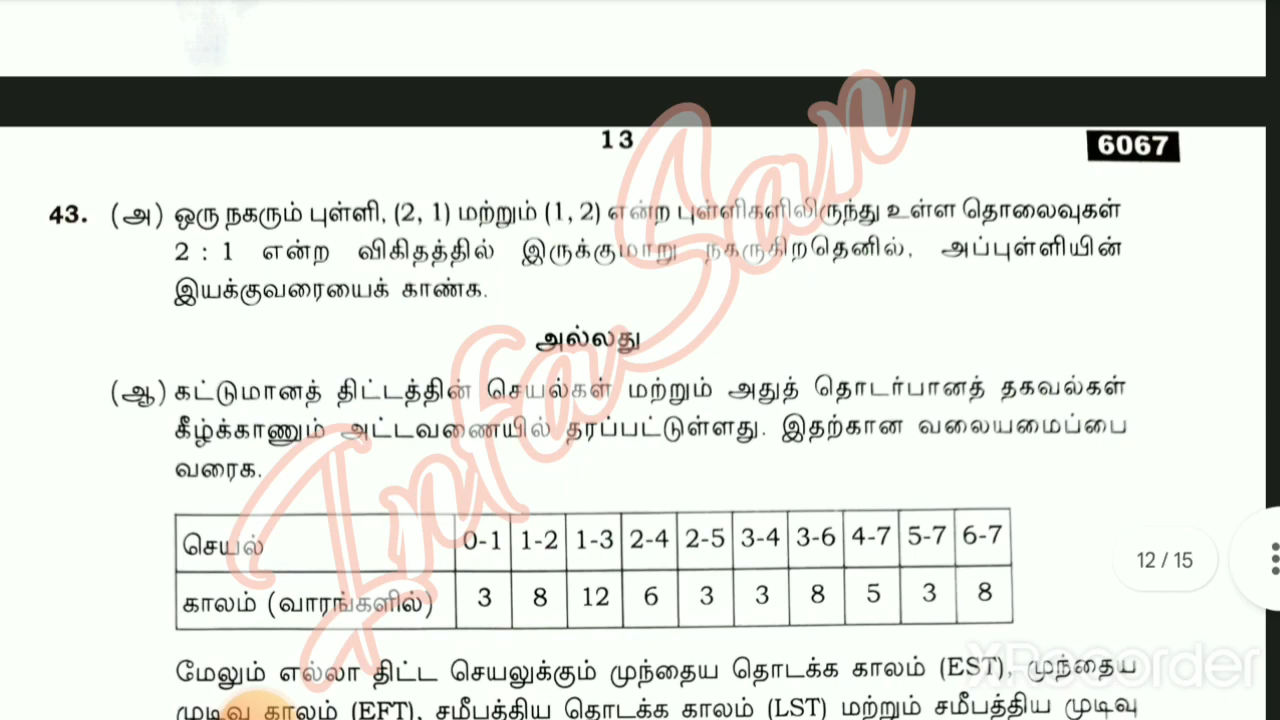 13
6067
43. (அ) ஒரு நகரும் புள்ளி, (2, 1) மற்றும் (1, 2) என்ற புள்ளிகளிலிருந்து உள்ள தொலைவுகள்
2 : 1 என்ற விகிதத்தில் இருக்குமாறு நகருகிறதெனில், அப்புள்ளியின்
இயக்குவரையைக் காண்க.
அல்லது
(ஆ) கட்டுமானத் திட்டத்தின் செயல்கள் மற்றும் அதுத் தொடர்பானத் தகவல்கள்
கீழ்க்காணும் அட்டவணையில் தரப்பட்டுள்ளது. இதற்கான வலையமைப்பை
வரைக.
செயல் 0-1 1-2 1-3 2-4 2-5 3-4 3-6 4-7 5-7 6-7
காலம் (வாரங்களில்) 3 8 12 6 3 3 8 5 3 8
12 / 15
மேலும் எல்லா திட்ட செயலுக்கும் முந்தைய தொடக்க காலம் (EST), முந்தைய
முடிவு காலம் (EFT), சமீபத்திய தொடக்க காலம் (LST) மற்றும் சமீபத்திய முடிவு
InfaSan
XRecorder